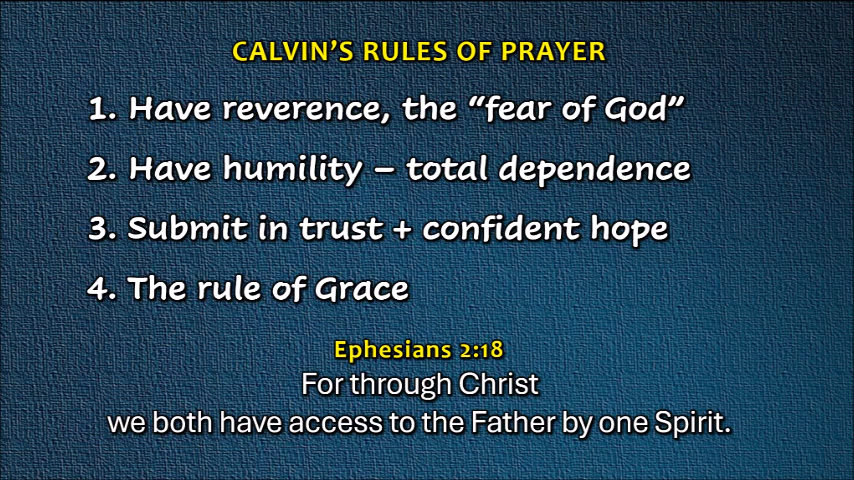 CALVIN’S RULES OF PRAYER
1. Have reverence, the “fear of God”
2. Have humility – total dependence
3. Submit in trust + confident hope
4. The rule of Grace
Ephesians 2:18
For through Christ
we both have access to the Father by one Spirit.